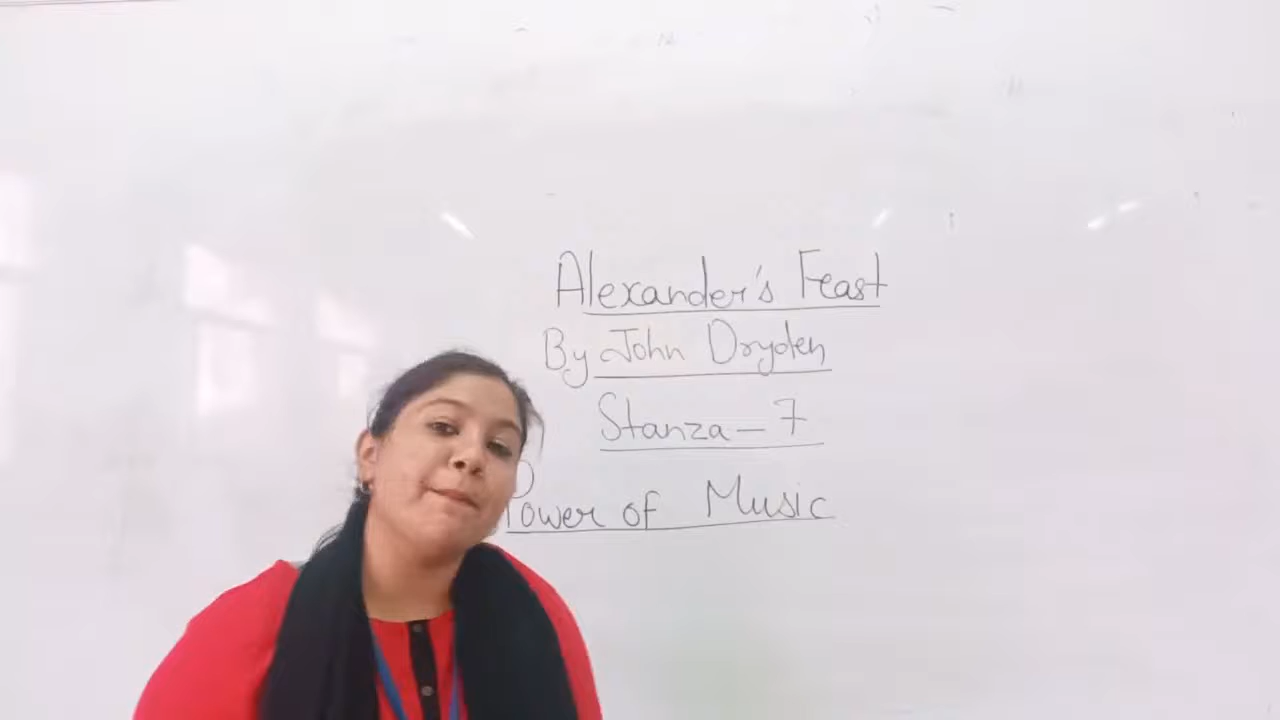 Alexander's Feast
By John Dryden
Stanza - 7
Power of Music